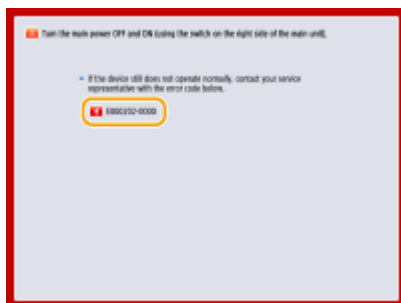 Turn the main power OFF and ON (using the switch on the right side of the main unit).
If the device still does not operate normally, contact your service
representative with the error code below.
E000202-0000